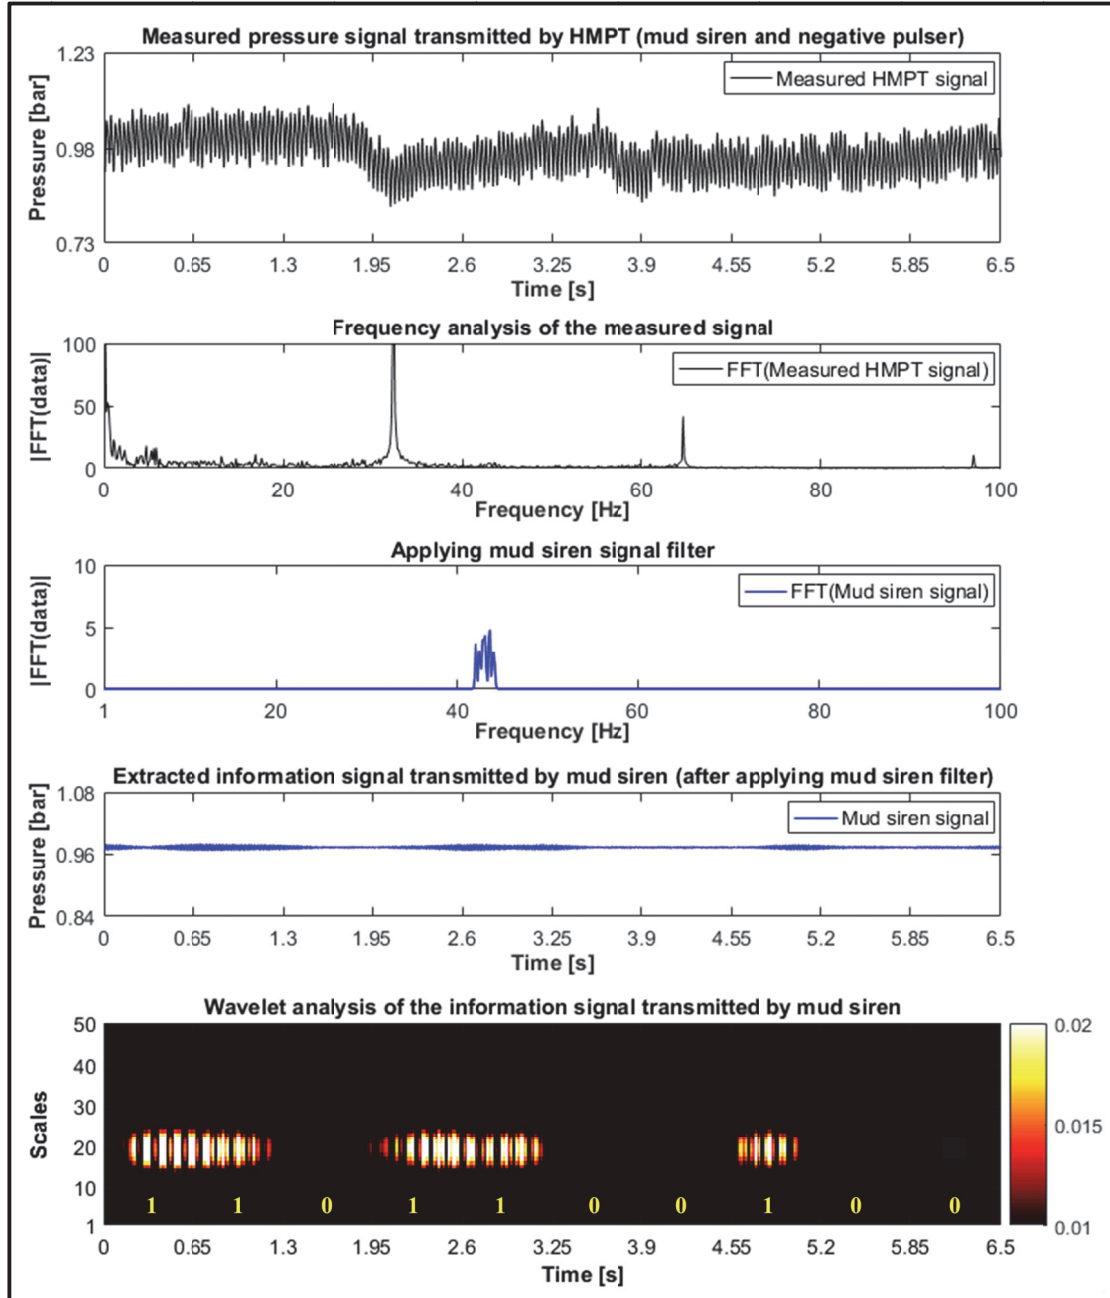 Measured pressure signal transmitted by HMPT (mud siren and negative pulser)
1.23
0.98
0.73
Pressure [bar]
Measured HMPT signal
0 0.65 1.3 1.95 2.6 3.25 3.9 4.55 5.2 5.85 6.5
Time [s]
Frequency analysis of the measured signal
100
50
0
|FFT(data)|
FFT(Measured HMPT signal)
0 20 40 60 80 100
Frequency [Hz]
Applying mud siren signal filter
10
5
0
|FFT(data)|
FFT(Mud siren signal)
1 20 40 60 80 100
Frequency [Hz]
Extracted information signal transmitted by mud siren (after applying mud siren filter)
1.08
0.96
0.84
Pressure [bar]
Mud siren signal
0 0.65 1.3 1.95 2.6 3.25 3.9 4.55 5.2 5.85 6.5
Time [s]
Wavelet analysis of the information signal transmitted by mud siren
50
40
30
20
10
1
Scales
1 1 0 1 1 0 0 1 0 0
0.02
0.015
0.01
0 0.65 1.3 1.95 2.6 3.25 3.9 4.55 5.2 5.85 6.5
Time [s]